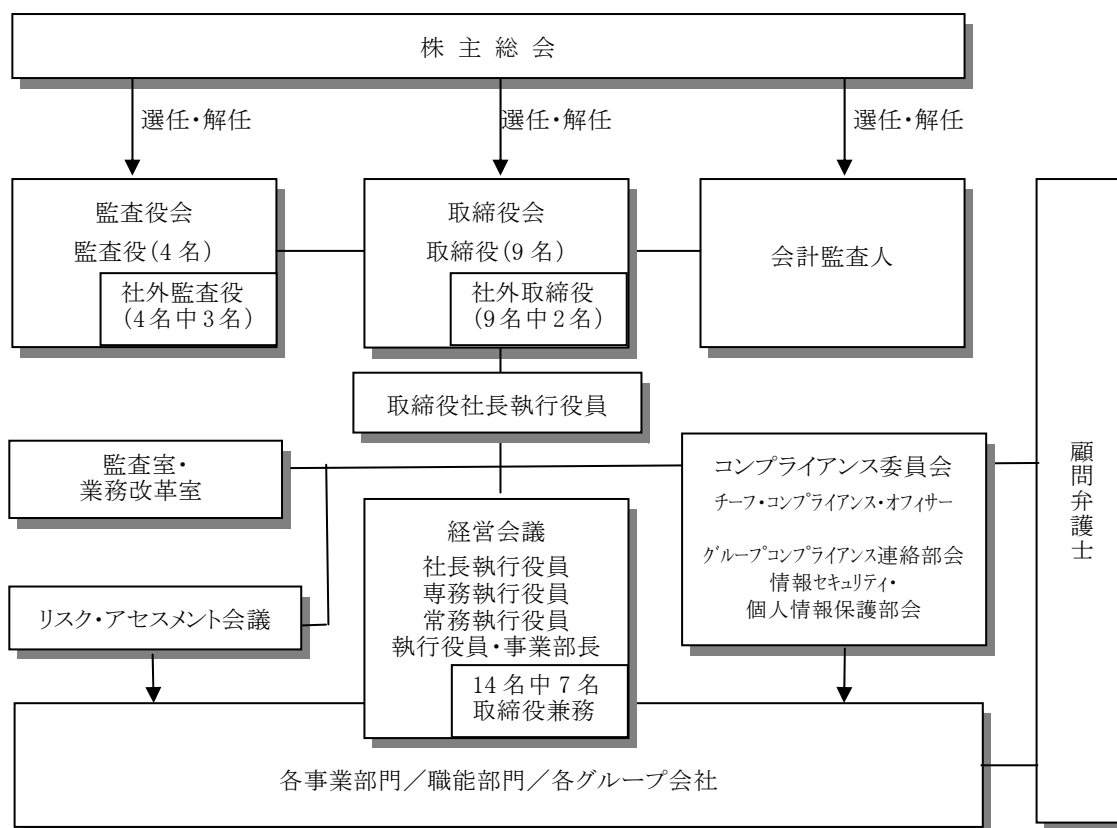 株 主 総 会
選任・解任
選任・解任
選任・解任
監査役会
監査役(4名)
社外監査役
(4名中3名)
取締役会
取締役(9名)
社外取締役
(9名中2名)
会計監査人
取締役社長執行役員
監査室・
業務改革室
コンプライアンス委員会
チーフ・コンプライアンス・オフィサー
グループコンプライアンス連絡部会
情報セキュリティ・
個人情報保護部会
顧問弁護士
経営会議
社長執行役員
専務執行役員
常務執行役員
執行役員・事業部長
14名中7名
取締役兼務
リスク・アセスメント会議
各事業部門／職能部門／各グループ会社